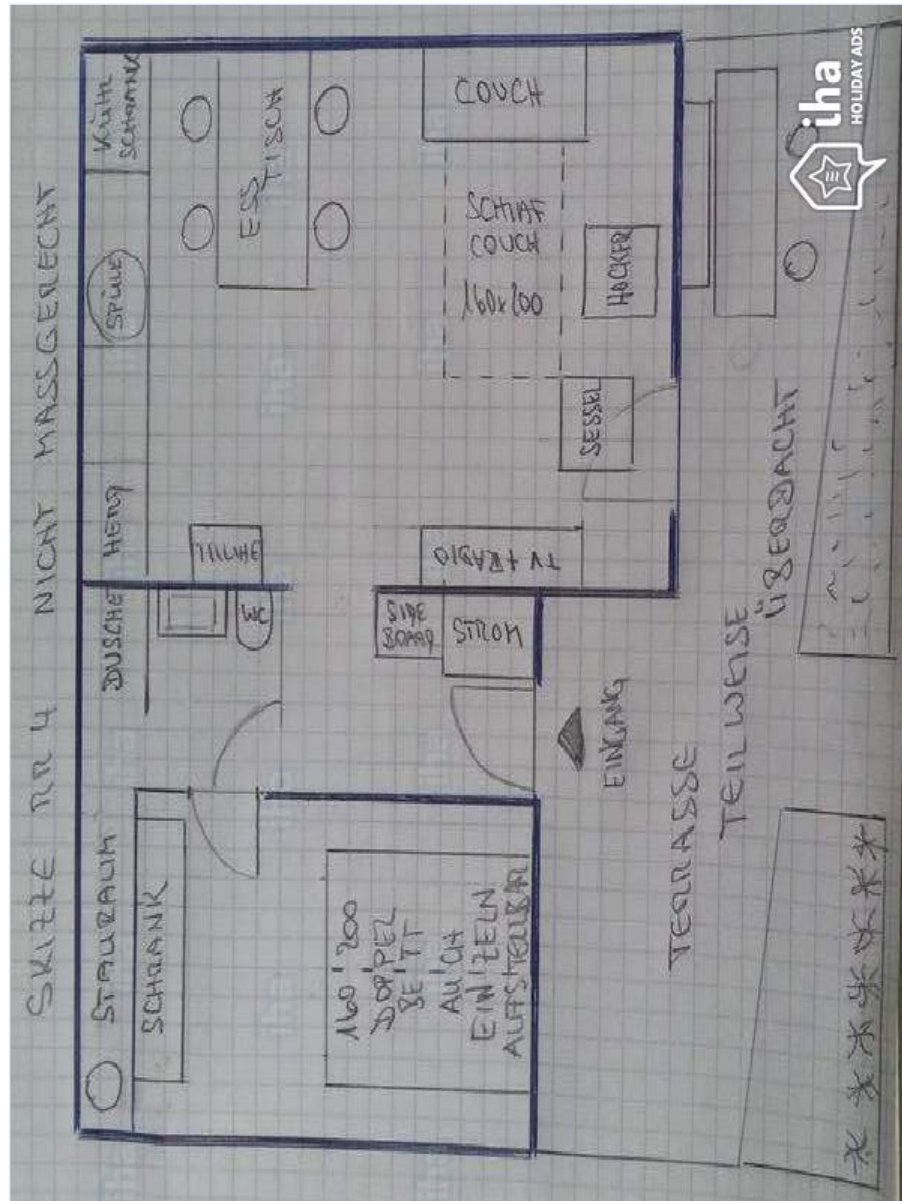 SKIZZE NR 4 NICHT MASSGERECHT
STAURAUM
DUSCHE
HERD
SPÜLE
KÜHL
SCHRANK
SCHRANK
WC
TRUHE
ESS
TISCH
160'200
DOPPEL
BETT
AUCH
EINZELN
AUFSTELLBAR
SIDE
BOARD
STROM
TV + RADIO
SCHLAF
COUCH
160x200
COUCH
SESSEL
HOCKER
EINGANG
TERRASSE
TEILWEISE
ÜBERDACHT
iha
HOLIDAY ADS